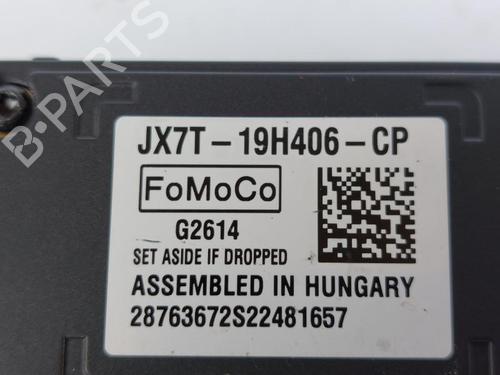 B PARTS
JX7T-19H406-CP
FoMoCo
G2614
SET ASIDE IF DROPPED
ASSEMBLED IN HUNGARY
28763672S22481657